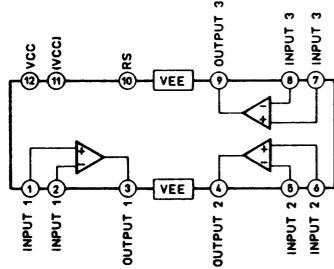 VCC
(VCC)
RS
OUTPUT 3
INPUT 3
INPUT 3
12
11
10
VEE
9
8
7
+
-
-
+
-
+
1
2
3
VEE
4
5
6
INPUT 1
INPUT 1
OUTPUT 1
OUTPUT 2
INPUT 2
INPUT 2